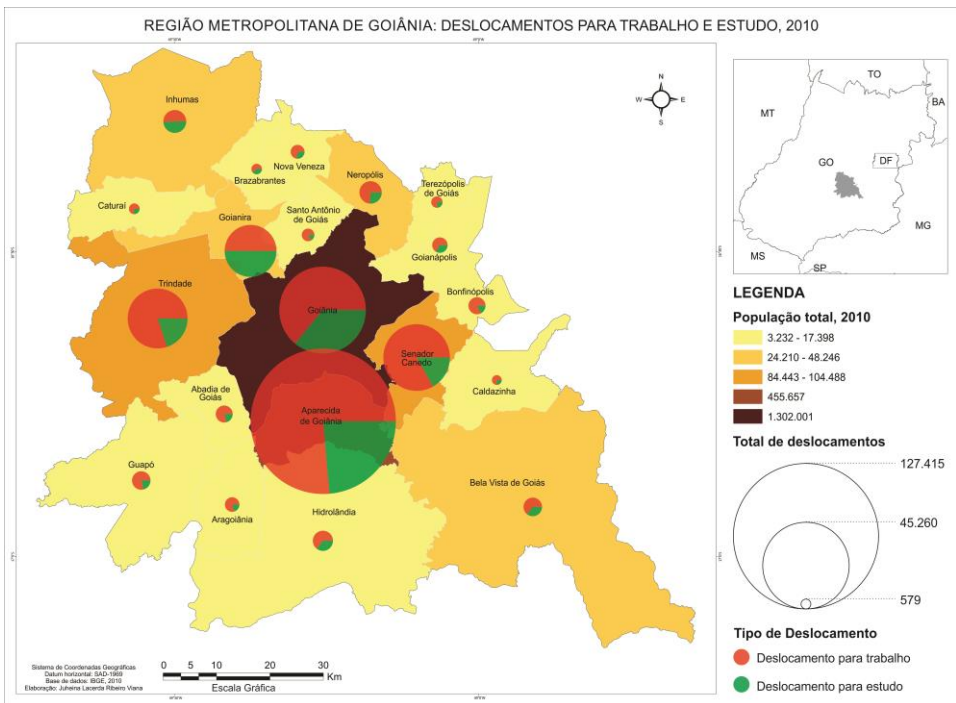 REGIÃO METROPOLITANA DE GOIÂNIA: DESLOCAMENTOS PARA TRABALHO E ESTUDO, 2010
Inhumas
N
W
E
S
Nova Veneza
Brazabrantes
Nerópolis
Terezópolis
de Goiás
Caturaí
Goianira
Santo Antônio
de Goiás
Goianápolis
Trindade
Goiânia
Bonfinópolis
Senador
Canedo
Caldazinha
Abadia de
Goiás
Aparecida
de Goiânia
Guapó
Bela Vista de Goiás
Aragoiânia
Hidrolândia
Sistema de Coordenadas Geográficas
Datum horizontal: SAD-1969
Base de dados: IBGE, 2010
Elaboração: Juheina Lacerda Ribeiro Viana
0 5 10 20 30
Km
Escala Gráfica
TO
MT
BA
DF
GO
MG
MS
SP
LEGENDA
População total, 2010
3.232 - 17.398
24.210 - 48.246
84.443 - 104.488
455.657
1.302.001
Total de deslocamentos
127.415
45.260
579
Tipo de Deslocamento
Deslocamento para trabalho
Deslocamento para estudo